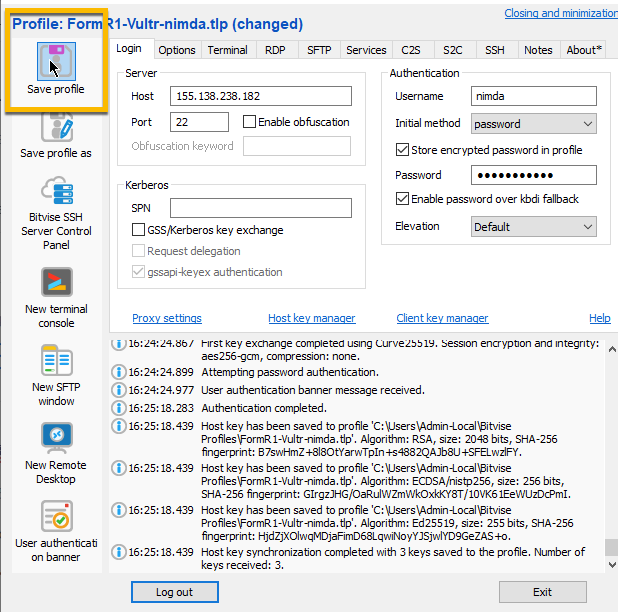 Profile: FormR1-Vultr-nimda.tlp (changed)
Closing and minimization
Save profile
Save profile as
Bitvise SSH
Server Control
Panel
New terminal
console
New SFTP
window
New Remote
Desktop
User authenticati
on banner
Login Options Terminal RDP SFTP Services C2S S2C SSH Notes About*
Server
Host 155.138.238.182
Port 22 Enable obfuscation
Obfuscation keyword
Kerberos
SPN
GSS/Kerberos key exchange
Request delegation
gssapi-keyex authentication
Authentication
Username nimda
Initial method password
Store encrypted password in profile
Password ●●●●●●●●●●●
Enable password over kbdi fallback
Elevation Default
Proxy settings Host key manager Client key manager Help
16:24:24.867 First key exchange completed using Curve25519. Session encryption and integrity:
aes256-gcm, compression: none.
16:24:24.899 Attempting password authentication.
16:24:24.977 User authentication banner message received.
16:25:18.283 Authentication completed.
16:25:18.439 Host key has been saved to profile 'C:\Users\Admin-Local\Bitvise
Profiles\FormR1-Vultr-nimda.tlp'. Algorithm: RSA, size: 2048 bits, SHA-256
fingerprint: B7swHmZ+8l8OtYarwTpIn+s4882QAJb8U+SFELwzlFY.
16:25:18.439 Host key has been saved to profile 'C:\Users\Admin-Local\Bitvise
Profiles\FormR1-Vultr-nimda.tlp'. Algorithm: ECDSA/nistp256, size: 256 bits,
SHA-256 fingerprint: GIrgzJHG/OaRulWZmWkOxkKY8T/10VK61EeWUzDcPmI.
16:25:18.439 Host key has been saved to profile 'C:\Users\Admin-Local\Bitvise
Profiles\FormR1-Vultr-nimda.tlp'. Algorithm: Ed25519, size: 255 bits, SHA-256
fingerprint: HjdZjXOlwqMDjaFimD68LqwiNoyYJSjwlYD9GeZAS+o.
16:25:18.439 Host key synchronization completed with 3 keys saved to the profile. Number of
keys received: 3.
Log out Exit